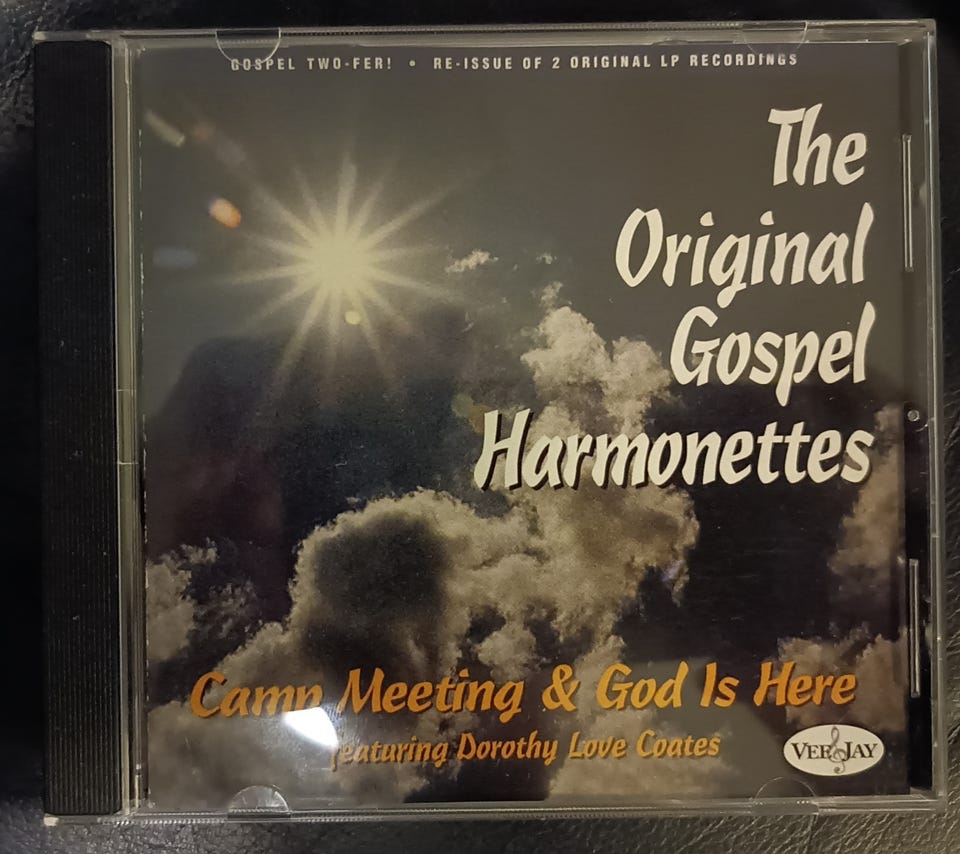 GOSPEL TWO-FER! • RE-ISSUE OF 2 ORIGINAL LP RECORDINGS
The
Original
Gospel
Harmonettes
Camp Meeting & God Is Here
featuring Dorothy Love Coates
VEE JAY